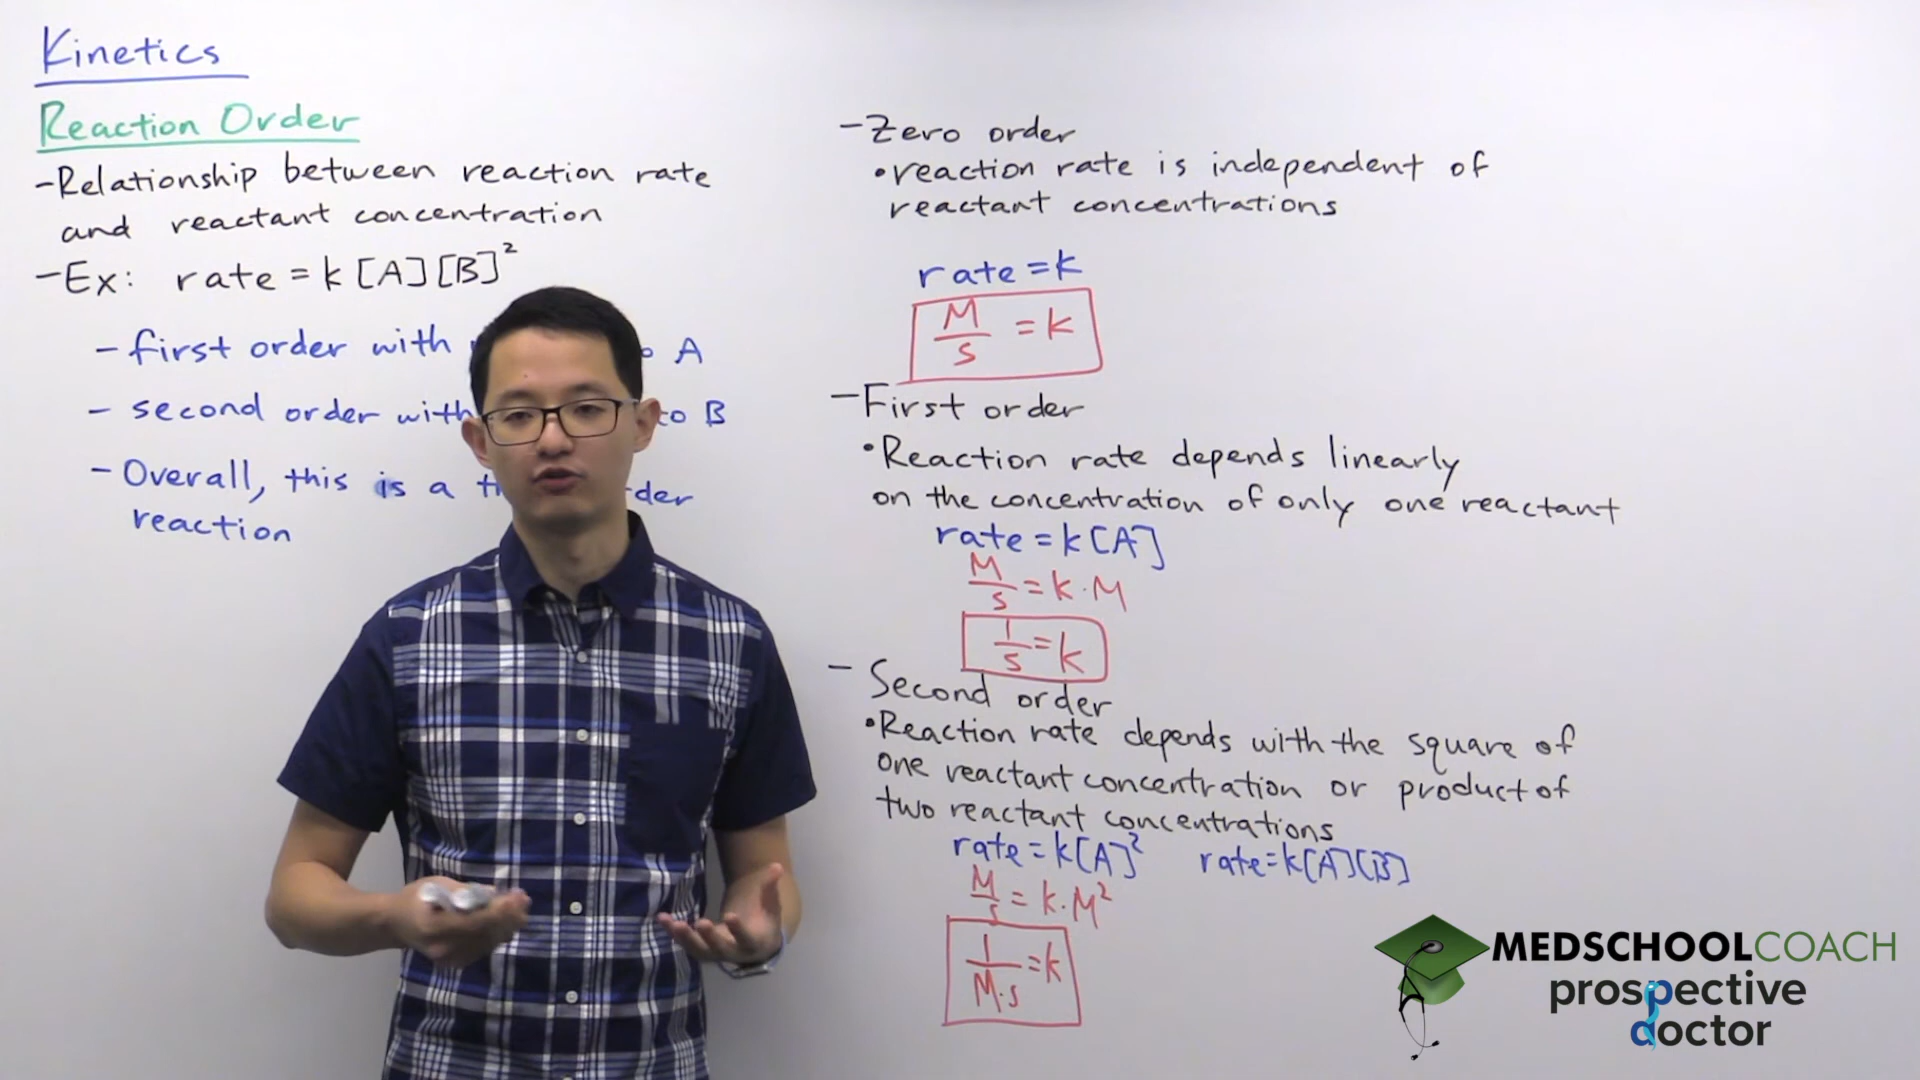 Kinetics
Reaction Order
-Relationship between reaction rate
and reactant concentration
-Ex: rate = k[A][B]²
- first order with o A
- second order with to B
- Overall, this is a der
reaction
-Zero order
•reaction rate is independent of
reactant concentrations
rate = k
M/s = k
-First order
•Reaction rate depends linearly
on the concentration of only one reactant
rate = k[A]
M/s = k·M
1/s = k
- Second order
•Reaction rate depends with the square of
one reactant concentration or product of
two reactant concentrations
rate = k[A]² rate=k[A][B]
M/s = k·M²
1/M·s = k
MEDSCHOOLCOACH
prospective
doctor